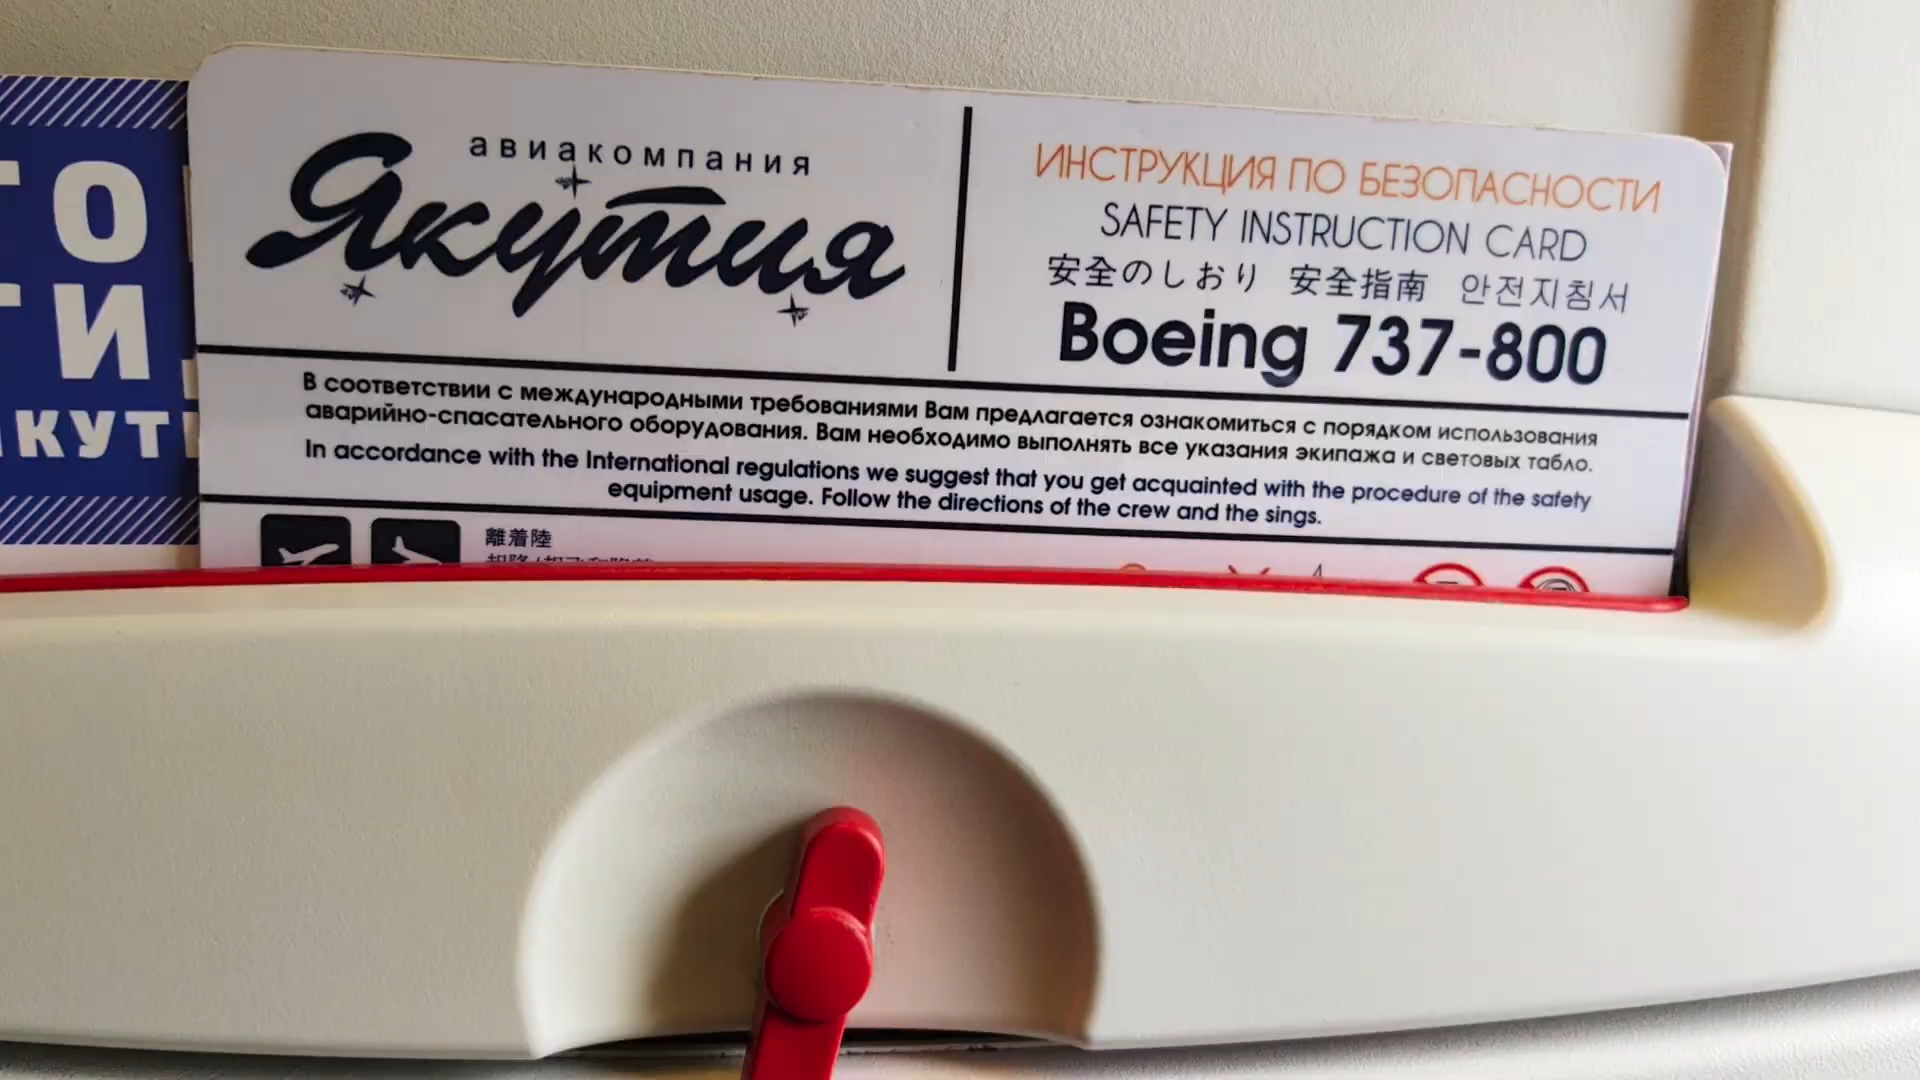 авиакомпания
Якутия
ИНСТРУКЦИЯ ПО БЕЗОПАСНОСТИ
SAFETY INSTRUCTION CARD
安全のしおり 安全指南 안전지침서
Boeing 737-800
В соответствии с международными требованиями Вам предлагается ознакомиться с порядком использования
аварийно-спасательного оборудования. Вам необходимо выполнять все указания экипажа и световых табло.
In accordance with the International regulations we suggest that you get acquainted with the procedure of the safety
equipment usage. Follow the directions of the crew and the sings.
離着陸